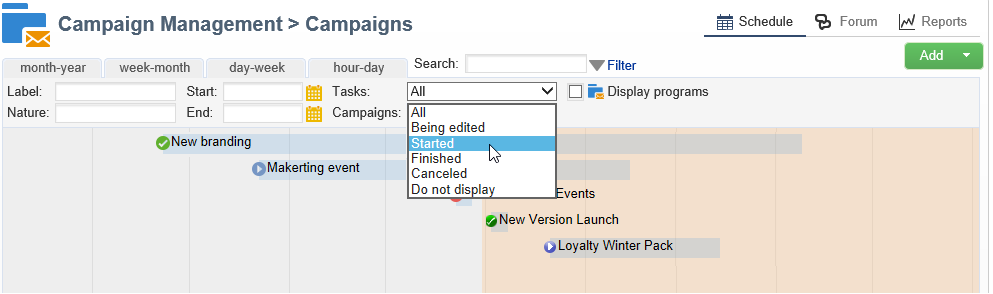 Campaign Management > Campaigns
Schedule Forum Reports
month-year week-month day-week hour-day Search: Filter Add
Label: Start: Tasks: All Display programs
Nature: End: Campaigns:
All
Being edited
Started
Finished
Canceled
Do not display
New branding
Makerting event
Events
New Version Launch
Loyalty Winter Pack